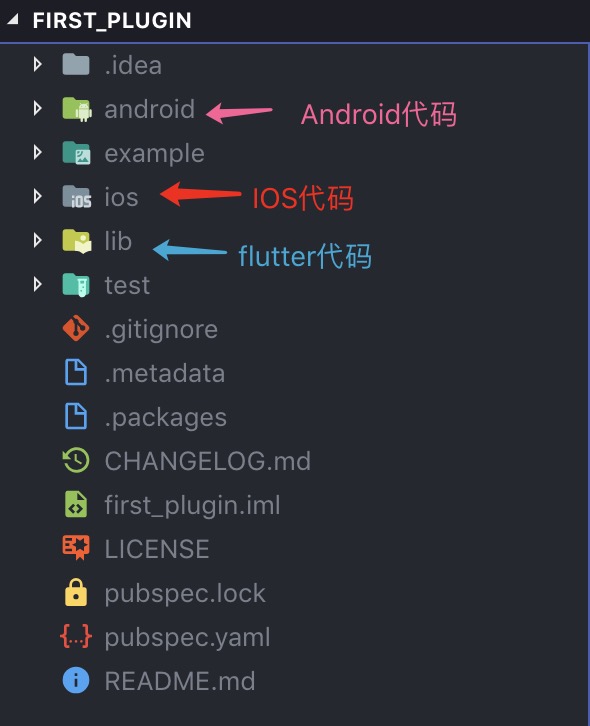 FIRST_PLUGIN
.idea
android Android代码
example
ios IOS代码
lib flutter代码
test
.gitignore
.metadata
.packages
CHANGELOG.md
first_plugin.iml
LICENSE
pubspec.lock
{...} pubspec.yaml
README.md